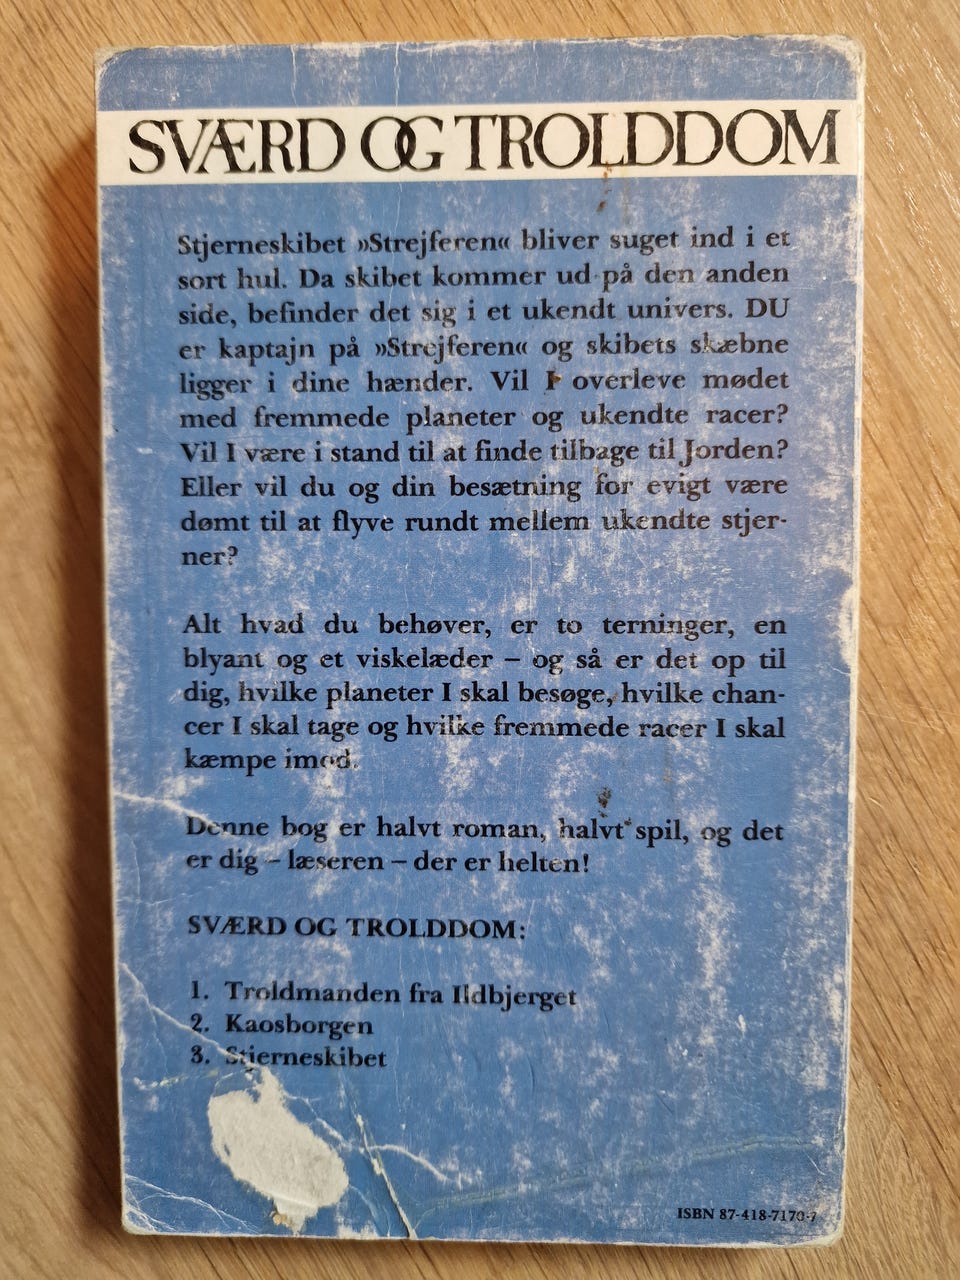 SVÆRD OG TROLDDOM
Stjerneskibet »Strejferen« bliver suget ind i et
sort hul. Da skibet kommer ud på den anden
side, befinder det sig i et ukendt univers. DU
er kaptajn på »Strejferen« og skibets skæbne
ligger i dine hænder. Vil I overleve mødet
med fremmede planeter og ukendte racer?
Vil I være i stand til at finde tilbage til Jorden?
Eller vil du og din besætning for evigt være
dømt til at flyve rundt mellem ukendte stjer-
ner?
Alt hvad du behøver, er to terninger, en
blyant og et viskelæder – og så er det op til
dig, hvilke planeter I skal besøge, hvilke chan-
cer I skal tage og hvilke fremmede racer I skal
kæmpe imod.
Denne bog er halvt roman, halvt spil, og det
er dig – læseren – der er helten!
SVÆRD OG TROLDDOM:
1. Troldmanden fra Ildbjerget
2. Kaosborgen
3. Stjerneskibet
ISBN 87-418-7170-7